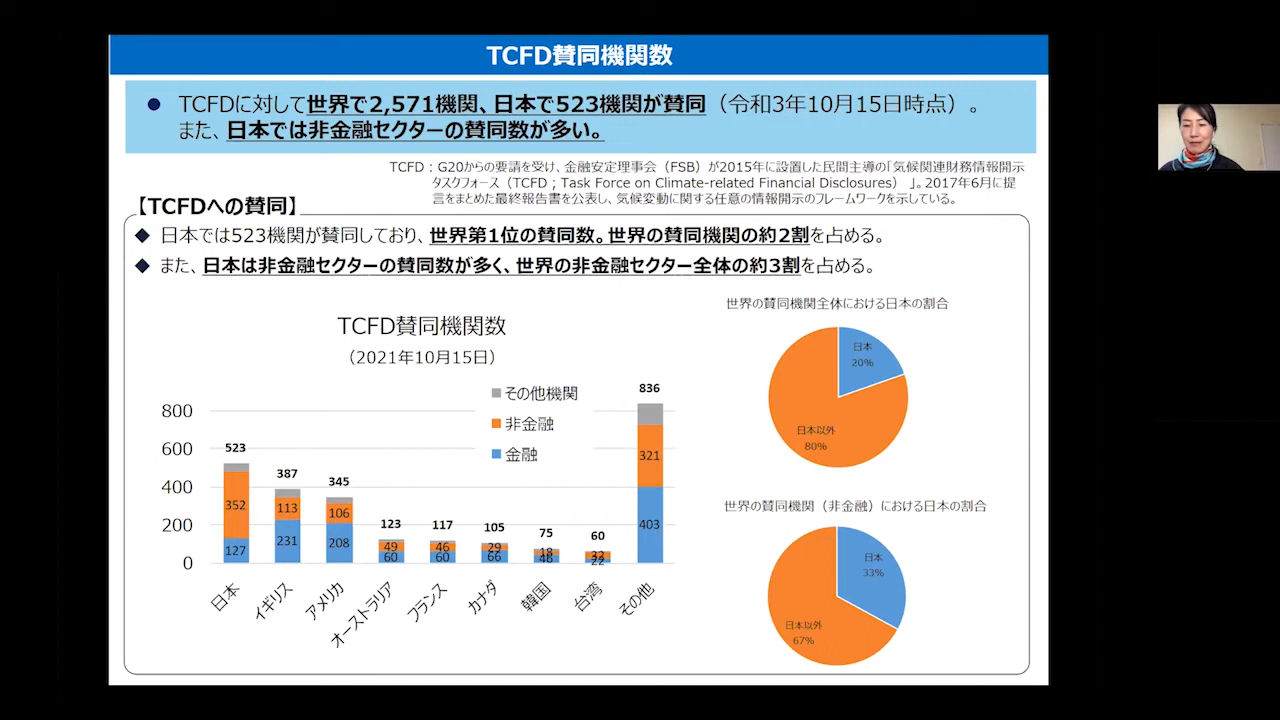 TCFD賛同機関数
● TCFDに対して世界で2,571機関、日本で523機関が賛同（令和3年10月15日時点）。
また、日本では非金融セクターの賛同数が多い。
TCFD：G20からの要請を受け、金融安定理事会（FSB）が2015年に設置した民間主導の「気候関連財務情報開示
タスクフォース（TCFD；Task Force on Climate-related Financial Disclosures）」。2017年6月に提
言をまとめた最終報告書を公表し、気候変動に関する任意の情報開示のフレームワークを示している。
【TCFDへの賛同】
◆ 日本では523機関が賛同しており、世界第1位の賛同数。世界の賛同機関の約2割を占める。
◆ また、日本は非金融セクターの賛同数が多く、世界の非金融セクター全体の約3割を占める。
TCFD賛同機関数
（2021年10月15日）
その他機関
非金融
金融
800
600
400
200
0
523
352
127
387
113
231
345
106
208
123
49
60
117
46
60
105
29
66
75
18
46
60
22
836
321
403
日本
イギリス
アメリカ
オーストラリア
フランス
カナダ
韓国
台湾
その他
世界の賛同機関全体における日本の割合
日本
20%
日本以外
80%
世界の賛同機関（非金融）における日本の割合
日本
33%
日本以外
67%